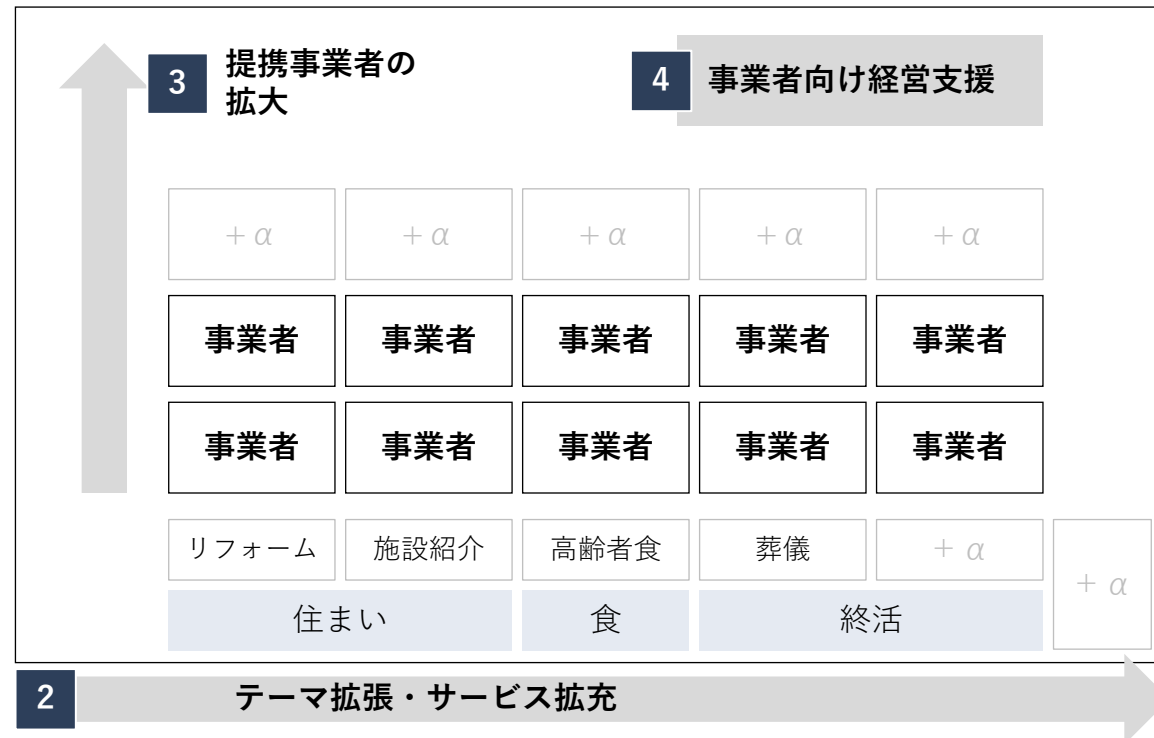 3
提携事業者の
拡大
4
事業者向け経営支援
+ α
+ α
+ α
+ α
+ α
事業者
事業者
事業者
事業者
事業者
事業者
事業者
事業者
事業者
事業者
リフォーム
施設紹介
高齢者食
葬儀
+ α
+ α
住まい
食
終活
2
テーマ拡張・サービス拡充